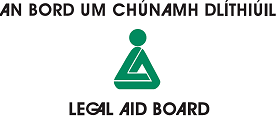 AN BORD UM CHÚNAMH DLÍTHIÚIL
LEGAL AID BOARD